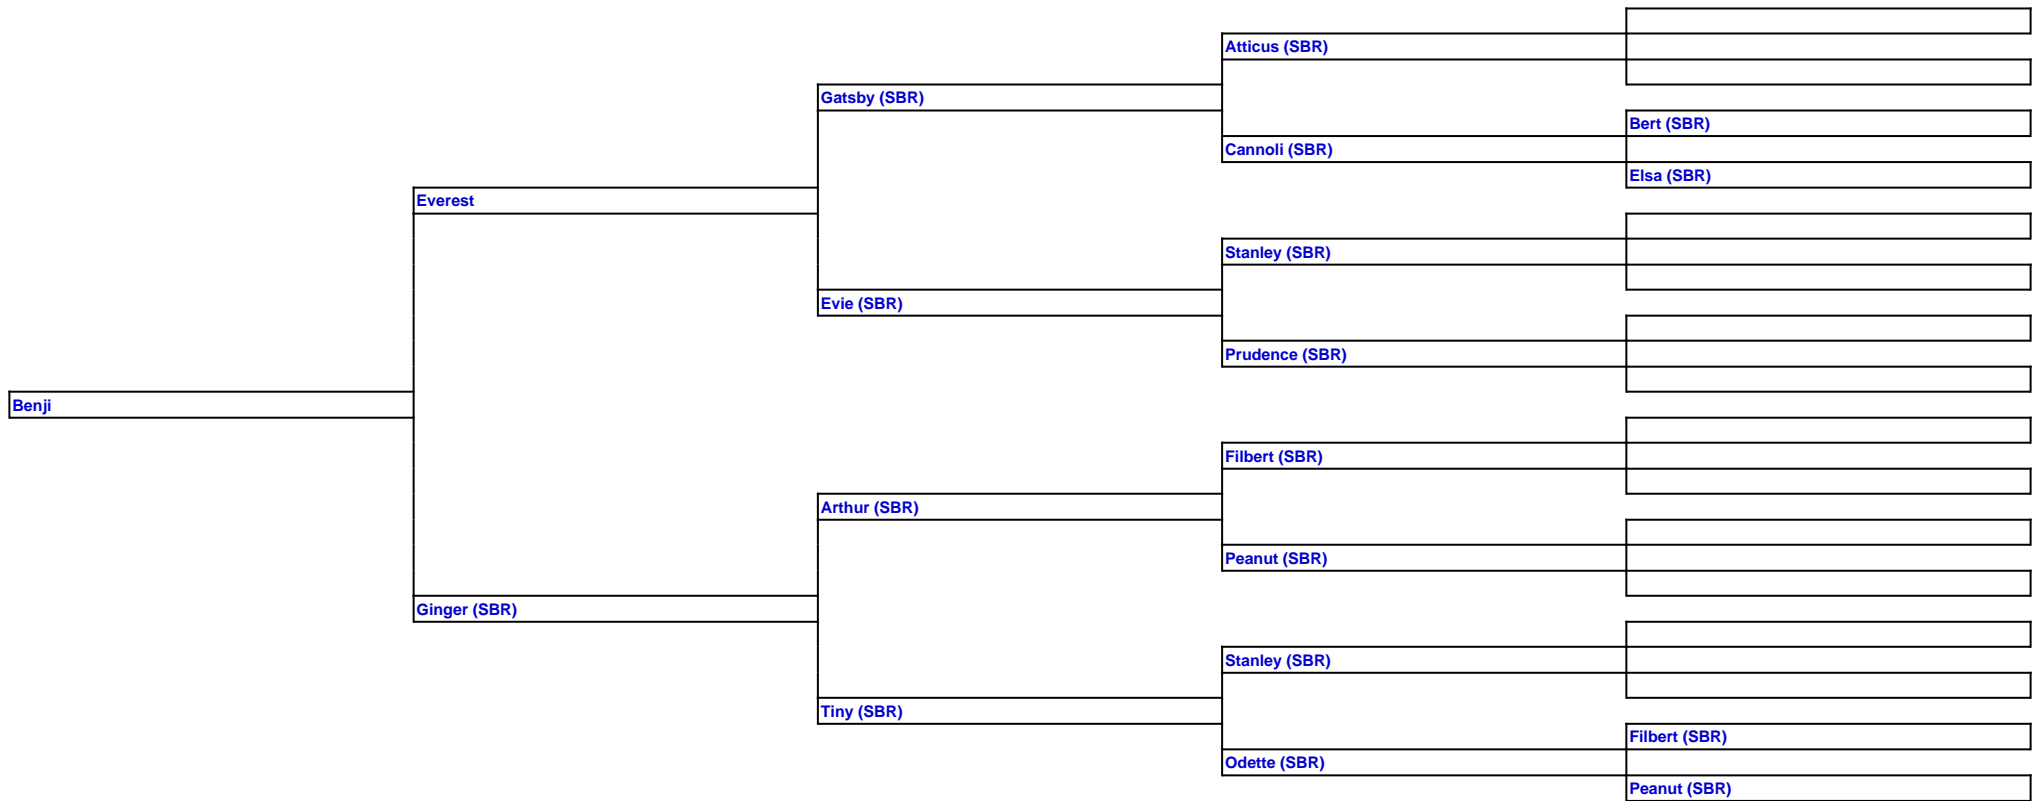 Atticus (SBR)
Gatsby (SBR)
Bert (SBR)
Cannoli (SBR)
Elsa (SBR)
Everest
Stanley (SBR)
Evie (SBR)
Prudence (SBR)
Benji
Filbert (SBR)
Arthur (SBR)
Peanut (SBR)
Ginger (SBR)
Stanley (SBR)
Tiny (SBR)
Filbert (SBR)
Odette (SBR)
Peanut (SBR)